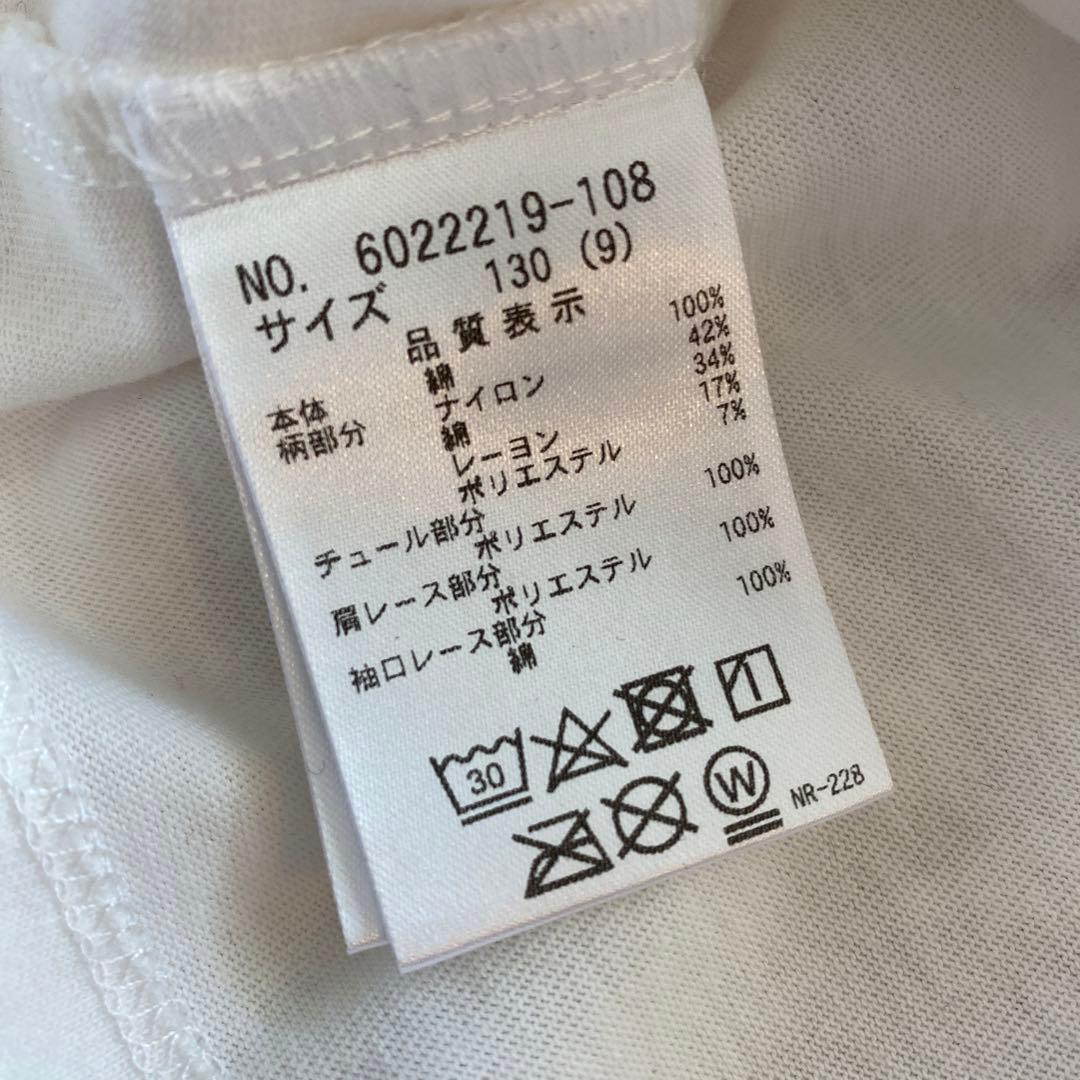 NO. 6022219-108
サイズ 130 (9)
品質表示
本体 綿 100%
柄部分 ナイロン 42%
綿 34%
レーヨン 17%
ポリエステル 7%
チュール部分
ポリエステル 100%
肩レース部分
ポリエステル 100%
袖口レース部分
綿 100%
30
W
NR-228